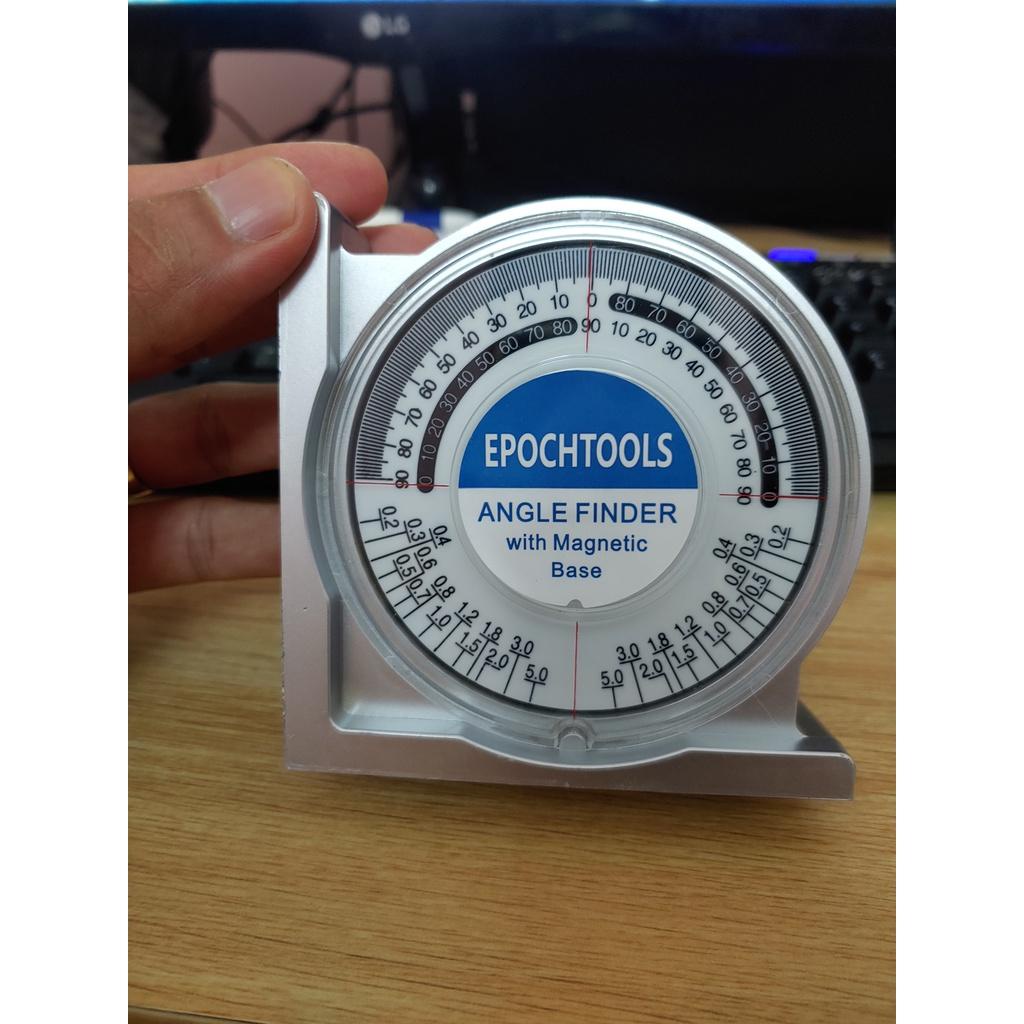 LG
90 80 70 60 50 40 30 20 10 0 80 70 60 50 40 30 20 10 0
0 10 20 30 40 50 60 70 80 90 10 20 30 40 50 60 70 80 90
EPOCHTOOLS
ANGLE FINDER
with Magnetic
Base
0.2 0.3 0.4 0.5 0.6 0.7 0.8 1.0 1.2 1.5 1.8 2.0 3.0 5.0
5.0 3.0 2.0 1.8 1.5 1.2 1.0 0.8 0.7 0.6 0.5 0.4 0.3 0.2